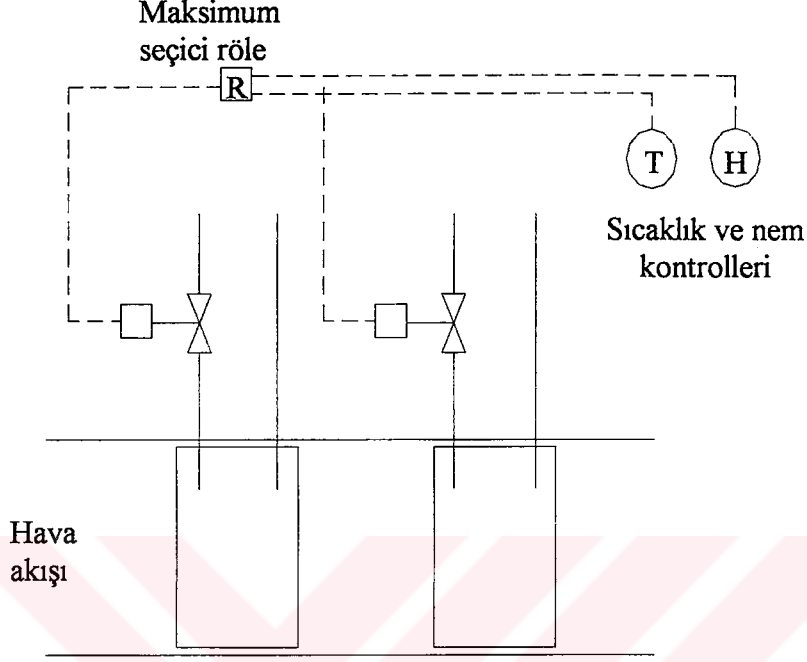 Maksimum
seçici röle
R
T
H
Sıcaklık ve nem
kontrolleri
Hava
akışı